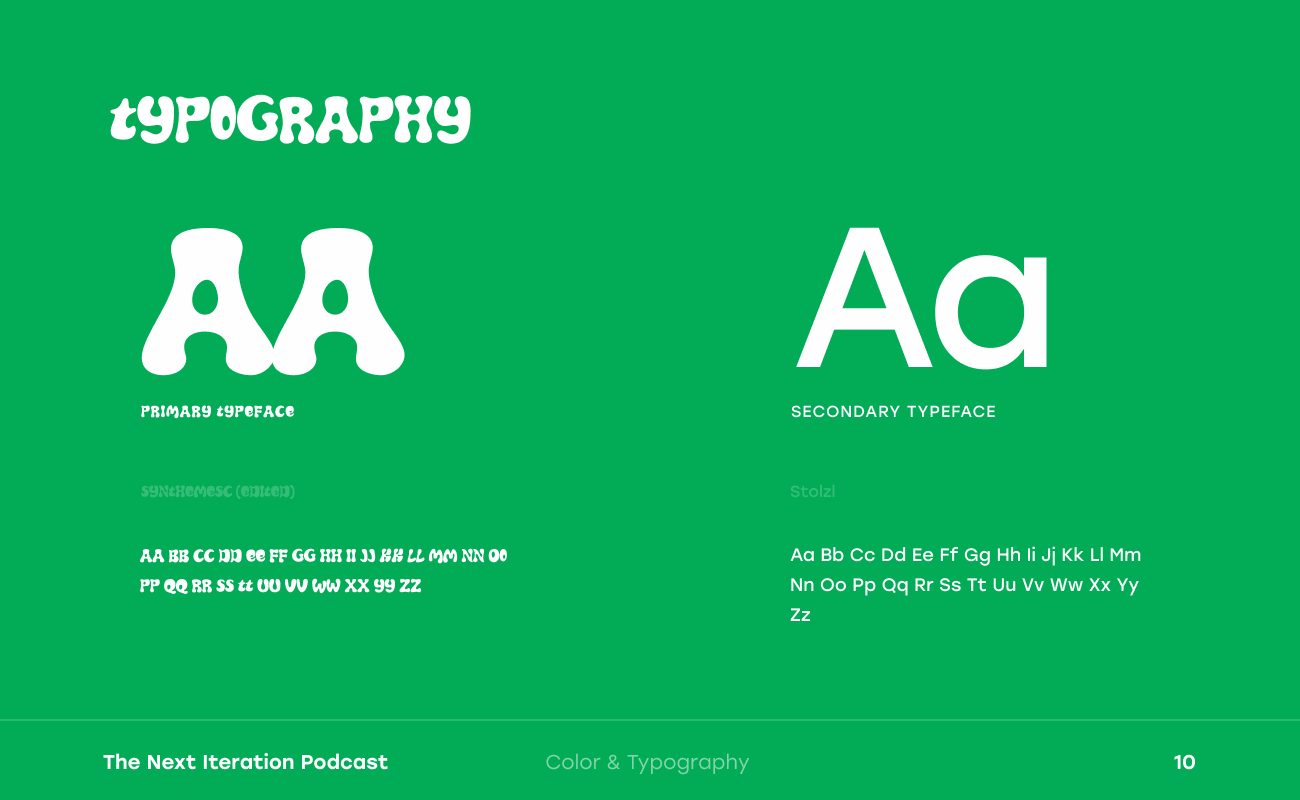 tYPOGRAPHY
AA
PRIMARY tYPeFACe
SYNtHeMeSC (eDIteD)
AA BB CC DD ee FF GG HH II JJ KK LL MM NN OO
PP QQ RR SS tt UU VV WW XX YY ZZ
Aa
SECONDARY TYPEFACE
Stolzl
Aa Bb Cc Dd Ee Ff Gg Hh Ii Jj Kk Ll Mm
Nn Oo Pp Qq Rr Ss Tt Uu Vv Ww Xx Yy
Zz
The Next Iteration Podcast
Color & Typography
10